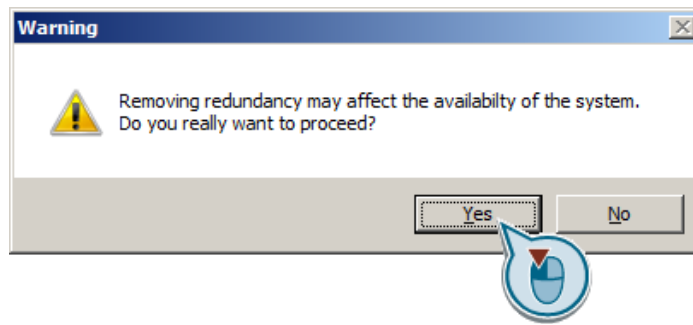 Warning
Removing redundancy may affect the availabilty of the system.
Do you really want to proceed?
Yes
No